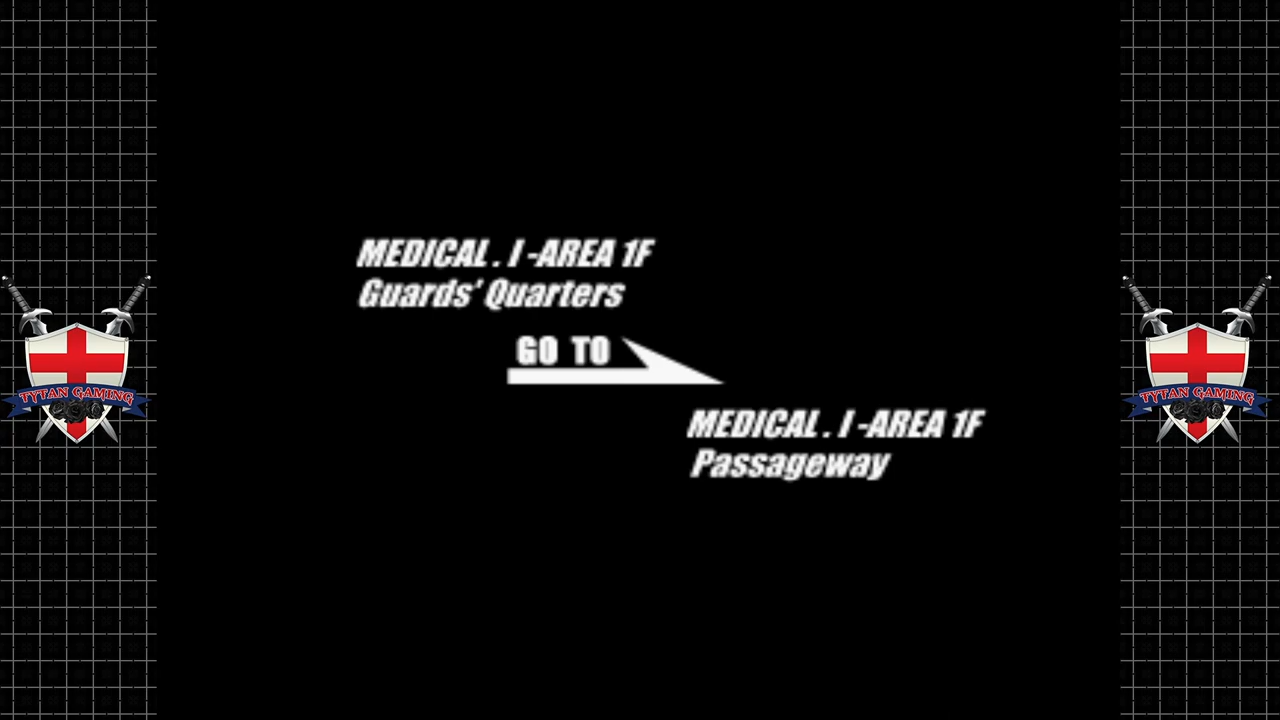 MEDICAL . I -AREA 1F
Guards' Quarters
GO TO
MEDICAL . I -AREA 1F
Passageway
TYTAN GAMING
TYTAN GAMING